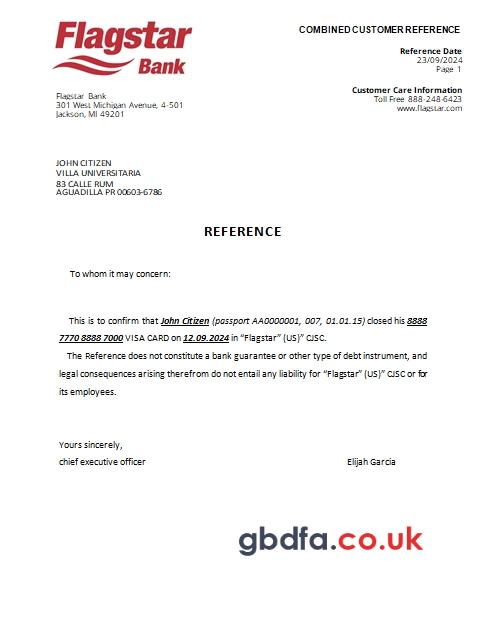 Flagstar
Bank
COMBINED CUSTOMER REFERENCE
Reference Date
23/09/2024
Page 1
Customer Care Information
Toll Free 888-248-6423
www.flagstar.com
Flagstar Bank
301 West Michigan Avenue, 4-501
Jackson, MI 49201
JOHN CITIZEN
VILLA UNIVERSITARIA
83 CALLE RUM
AGUADILLA PR 00603-6786
REFERENCE
To whom it may concern:
This is to confirm that John Citizen (passport AA0000001, 007, 01.01.15) closed his 8888
7770 8888 7000 VISA CARD on 12.09.2024 in “Flagstar” (US)” CJSC.
The Reference does not constitute a bank guarantee or other type of debt instrument, and
legal consequences arising therefrom do not entail any liability for “Flagstar” (US)” CJSC or for
its employees.
Yours sincerely,
chief executive officer Elijah Garcia
gbdfa.co.uk